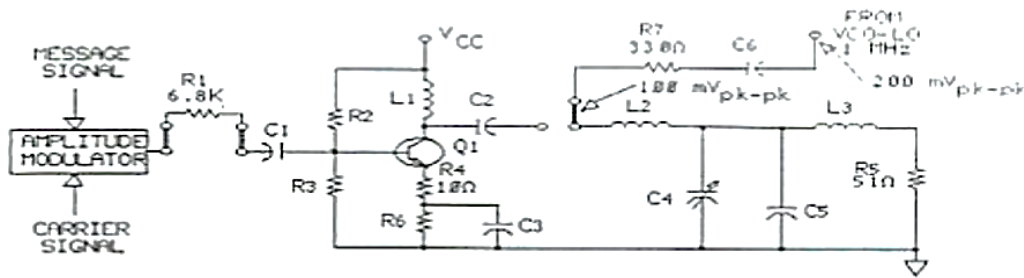 MESSAGE
SIGNAL
R1
6.8K
AMPLITUDE
MODULATOR
CARRIER
SIGNAL
C1
R2
R3
VCC
L1
C2
Q1
R4
10Ω
R6
C3
R7
330Ω
C6
FROM
VCO-LO
1 MHz
200 mVpk-pk
100 mVpk-pk
L2
L3
C4
C5
R5
51Ω